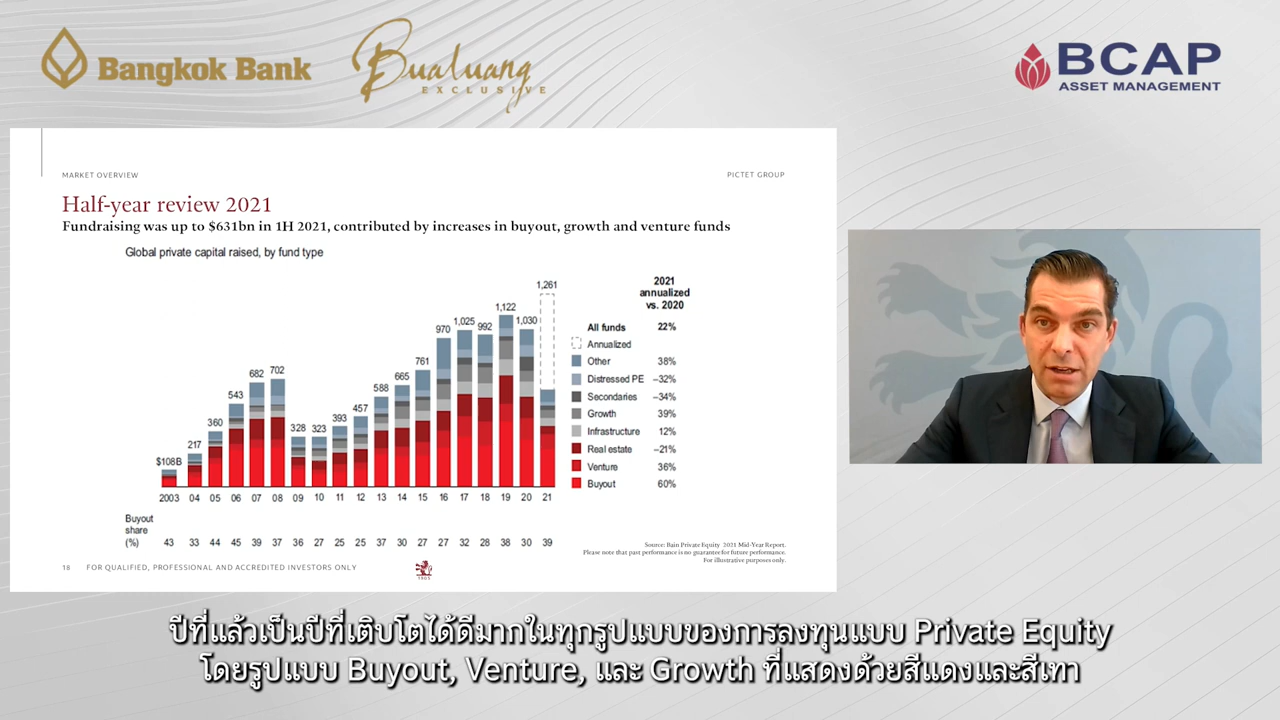 Bangkok Bank
Bualuang
EXCLUSIVE
BCAP
ASSET MANAGEMENT
MARKET OVERVIEW
PICTET GROUP
Half-year review 2021
Fundraising was up to $631bn in 1H 2021, contributed by increases in buyout, growth and venture funds
Global private capital raised, by fund type
2021
annualized
vs. 2020
All funds 22%
Annualized
Other 38%
Distressed PE –32%
Secondaries –34%
Growth 39%
Infrastructure 12%
Real estate –21%
Venture 36%
Buyout 60%
$108B 217 360 543 682 702 328 323 393 457 588 665 761 970 1,025 992 1,122 1,030 1,261
2003 04 05 06 07 08 09 10 11 12 13 14 15 16 17 18 19 20 21
Buyout
share
(%) 43 33 44 45 39 37 36 27 25 25 37 30 27 27 32 28 38 30 39
Source: Bain Private Equity 2021 Mid-Year Report.
Please note that past performance is no guarantee for future performance.
For illustrative purposes only.
18 FOR QUALIFIED, PROFESSIONAL AND ACCREDITED INVESTORS ONLY
1805
ปีที่แล้วเป็นปีที่เติบโตได้ดีมากในทุกรูปแบบของการลงทุนแบบ Private Equity
โดยรูปแบบ Buyout, Venture, และ Growth ที่แสดงด้วยสีแดงและสีเทา